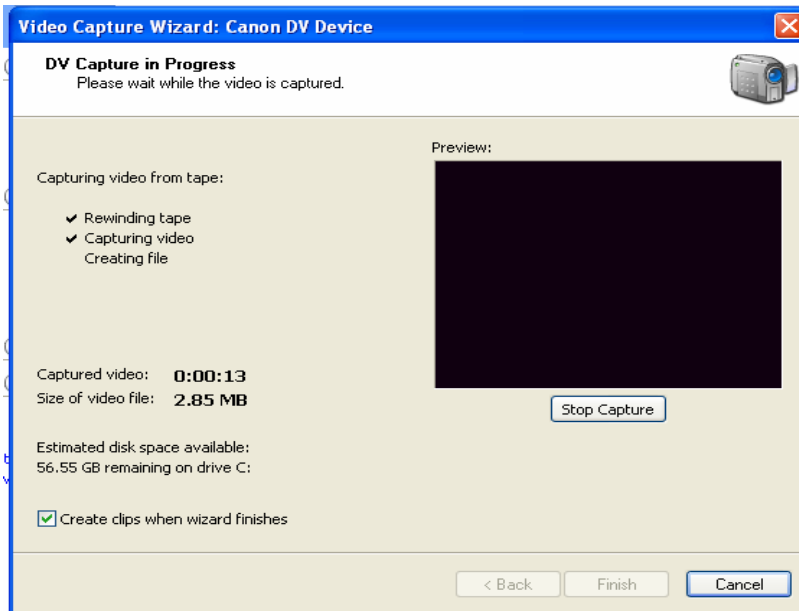 Video Capture Wizard: Canon DV Device
DV Capture in Progress
Please wait while the video is captured.
Preview:
Capturing video from tape:
Rewinding tape
Capturing video
Creating file
Captured video: 0:00:13
Size of video file: 2.85 MB
Stop Capture
Estimated disk space available:
56.55 GB remaining on drive C:
Create clips when wizard finishes
< Back Finish Cancel